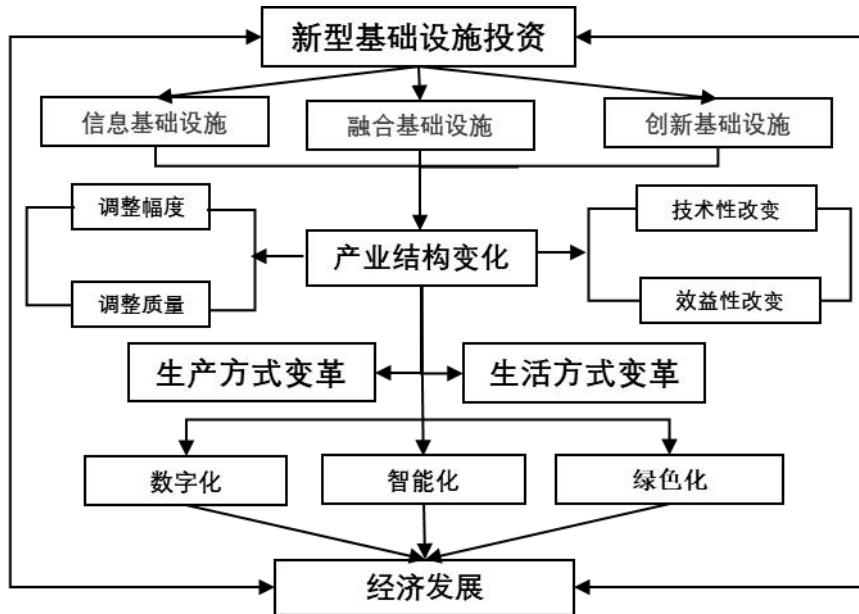 新型基础设施投资
信息基础设施
融合基础设施
创新基础设施
调整幅度
技术性改变
产业结构变化
调整质量
效益性改变
生产方式变革
生活方式变革
数字化
智能化
绿色化
经济发展